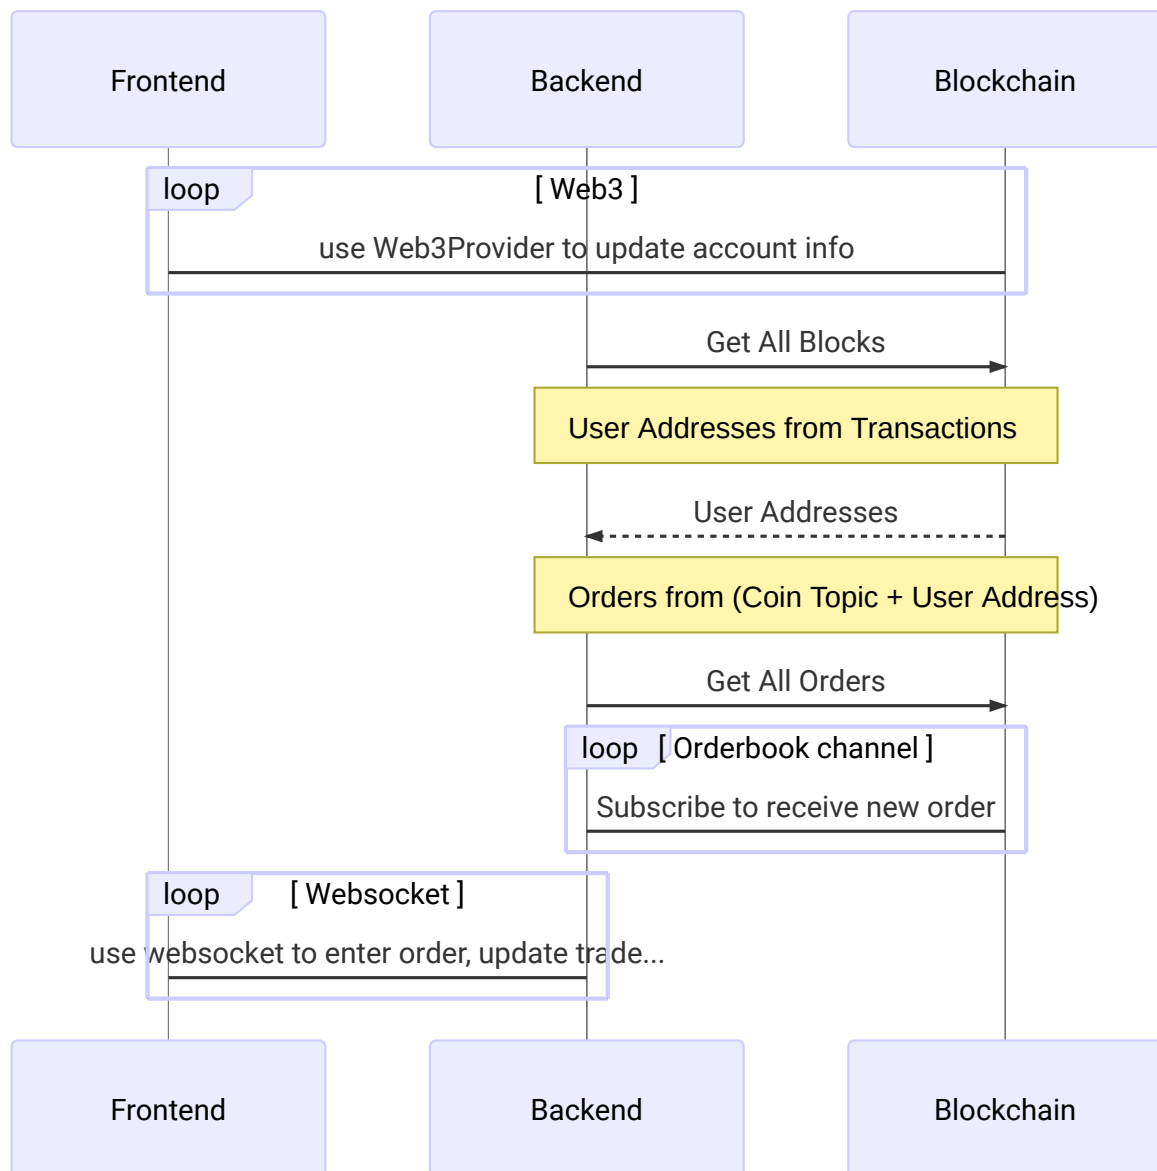 Frontend
Backend
Blockchain
loop
[ Web3 ]
use Web3Provider to update account info
Get All Blocks
User Addresses from Transactions
User Addresses
Orders from (Coin Topic + User Address)
Get All Orders
loop
[ Orderbook channel ]
Subscribe to receive new order
loop
[ Websocket ]
use websocket to enter order, update trade...
Frontend
Backend
Blockchain